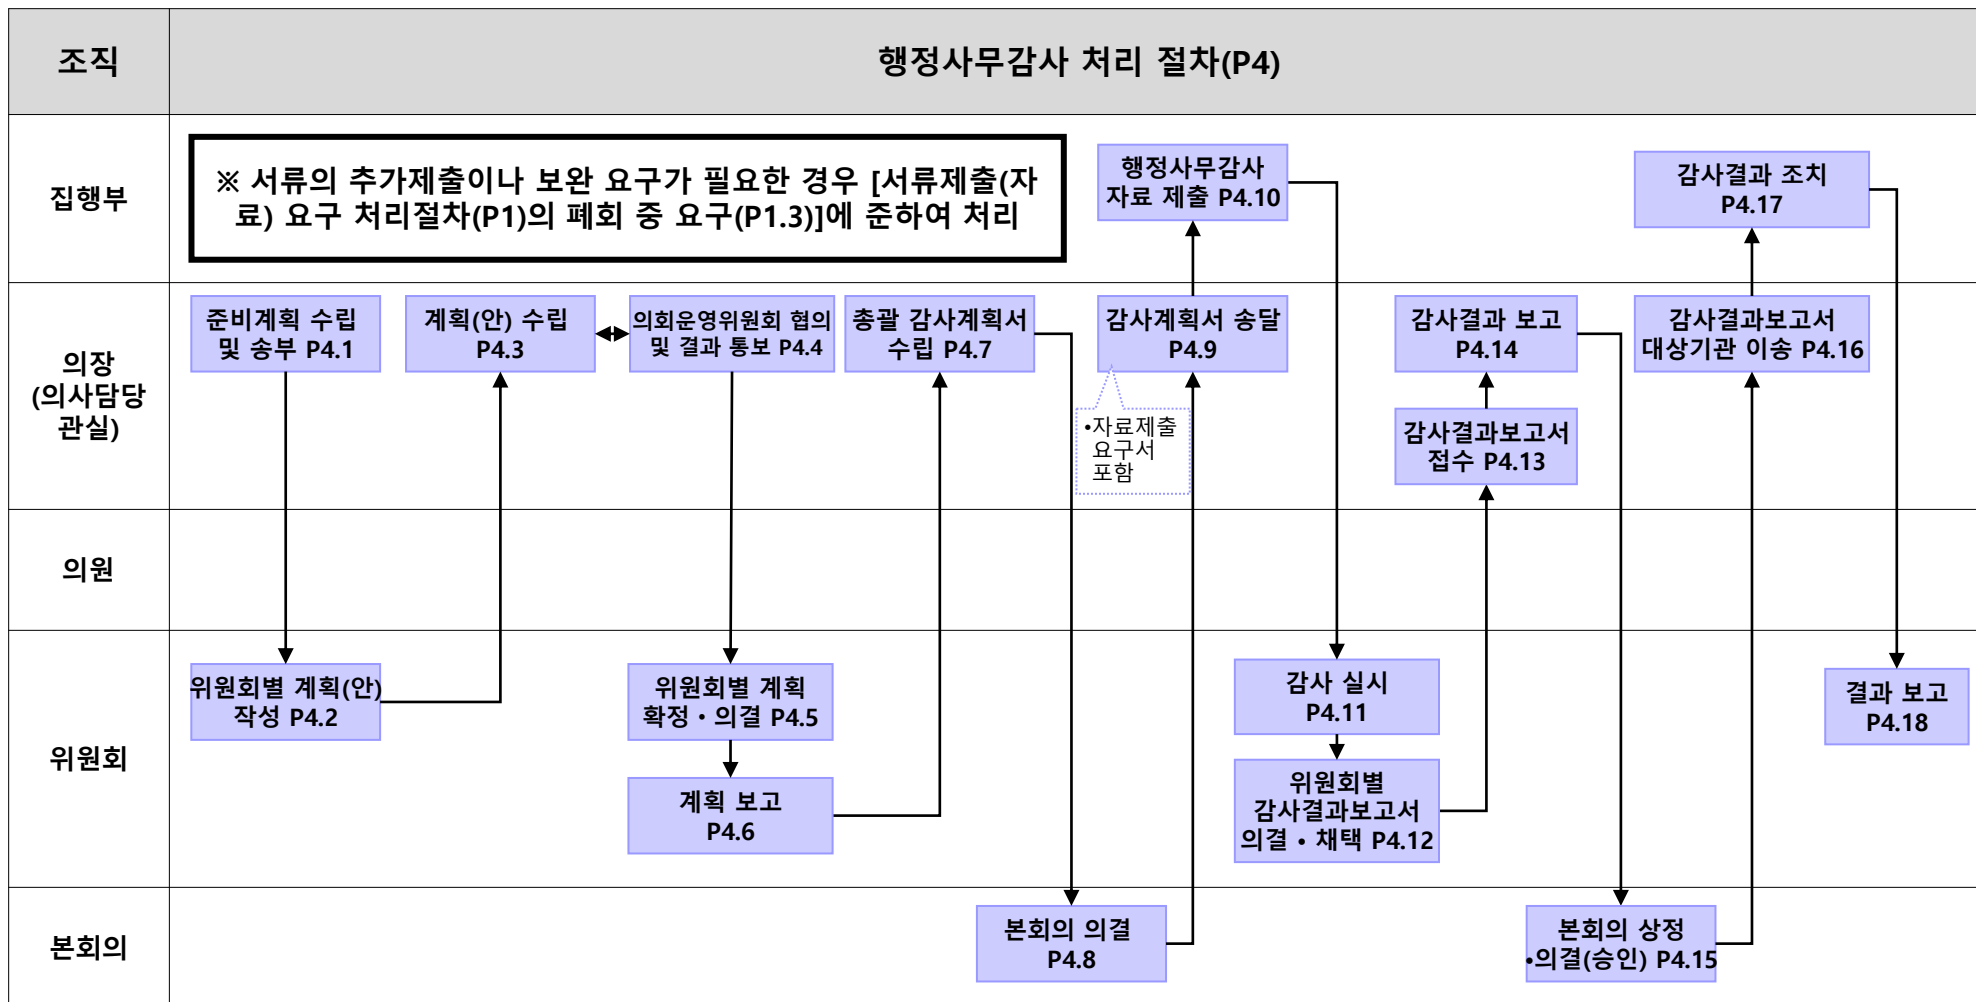 조직
행정사무감사 처리 절차(P4)
집행부
※ 서류의 추가제출이나 보완 요구가 필요한 경우 [서류제출(자
료) 요구 처리절차(P1)의 폐회 중 요구(P1.3)]에 준하여 처리
행정사무감사
자료 제출 P4.10
감사결과 조치
P4.17
의장
(의사담당
관실)
준비계획 수립
및 송부 P4.1
계획(안) 수립
P4.3
의회운영위원회 협의
및 결과 통보 P4.4
총괄 감사계획서
수립 P4.7
감사계획서 송달
P4.9
•자료제출
요구서
포함
감사결과 보고
P4.14
감사결과보고서
접수 P4.13
감사결과보고서
대상기관 이송 P4.16
의원
위원회
위원회별 계획(안)
작성 P4.2
위원회별 계획
확정•의결 P4.5
계획 보고
P4.6
감사 실시
P4.11
위원회별
감사결과보고서
의결•채택 P4.12
결과 보고
P4.18
본회의
본회의 의결
P4.8
본회의 상정
•의결(승인) P4.15